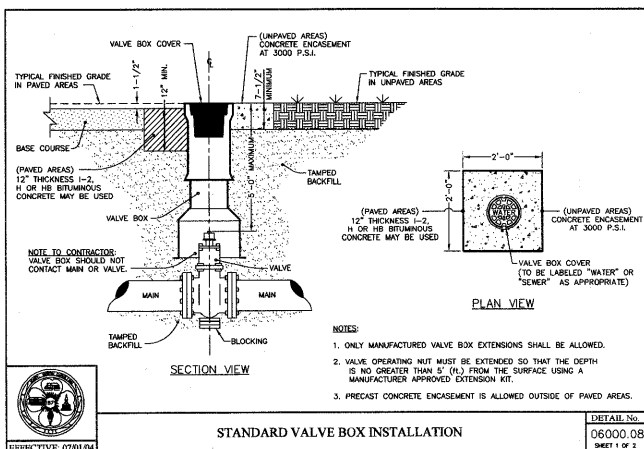 VALVE BOX COVER
℄
(UNPAVED AREAS)
CONCRETE ENCASEMENT
AT 3000 P.S.I.
TYPICAL FINISHED GRADE
IN PAVED AREAS
1-1/2"
12" MIN.
7-1/2"
MINIMUM
TYPICAL FINISHED GRADE
IN UNPAVED AREAS
BASE COURSE
(PAVED AREAS)
12" THICKNESS I-2,
H OR HB BITUMINOUS
CONCRETE MAY BE USED
5'-0" MAXIMUM
TAMPED
BACKFILL
VALVE BOX
NOTE TO CONTRACTOR:
VALVE BOX SHOULD NOT
CONTACT MAIN OR VALVE.
VALVE
MAIN
MAIN
TAMPED
BACKFILL
BLOCKING
SECTION VIEW
2'-0"
2'-0"
WATER
(PAVED AREAS)
12" THICKNESS I-2,
H OR HB BITUMINOUS
CONCRETE MAY BE USED
(UNPAVED AREAS)
CONCRETE ENCASEMENT
AT 3000 P.S.I.
VALVE BOX COVER
(TO BE LABELED "WATER" OR
"SEWER" AS APPROPRIATE)
PLAN VIEW
NOTES:
1. ONLY MANUFACTURED VALVE BOX EXTENSIONS SHALL BE ALLOWED.
2. VALVE OPERATING NUT MUST BE EXTENDED SO THAT THE DEPTH
IS NO GREATER THAN 5' (ft.) FROM THE SURFACE USING A
MANUFACTURER APPROVED EXTENSION KIT.
3. PRECAST CONCRETE ENCASEMENT IS ALLOWED OUTSIDE OF PAVED AREAS.
EFFECTIVE: 07/01/04
STANDARD VALVE BOX INSTALLATION
DETAIL No.
06000.08
SHEET 1 OF 2